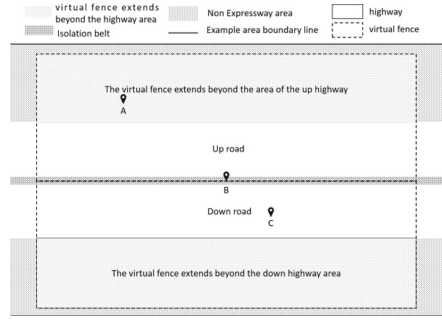 virtual fence extends
beyond the highway area
Isolation belt
Non Expressway area
Example area boundary line
highway
virtual fence
The virtual fence extends beyond the area of the up highway
A
Up road
B
Down road
C
The virtual fence extends beyond the down highway area